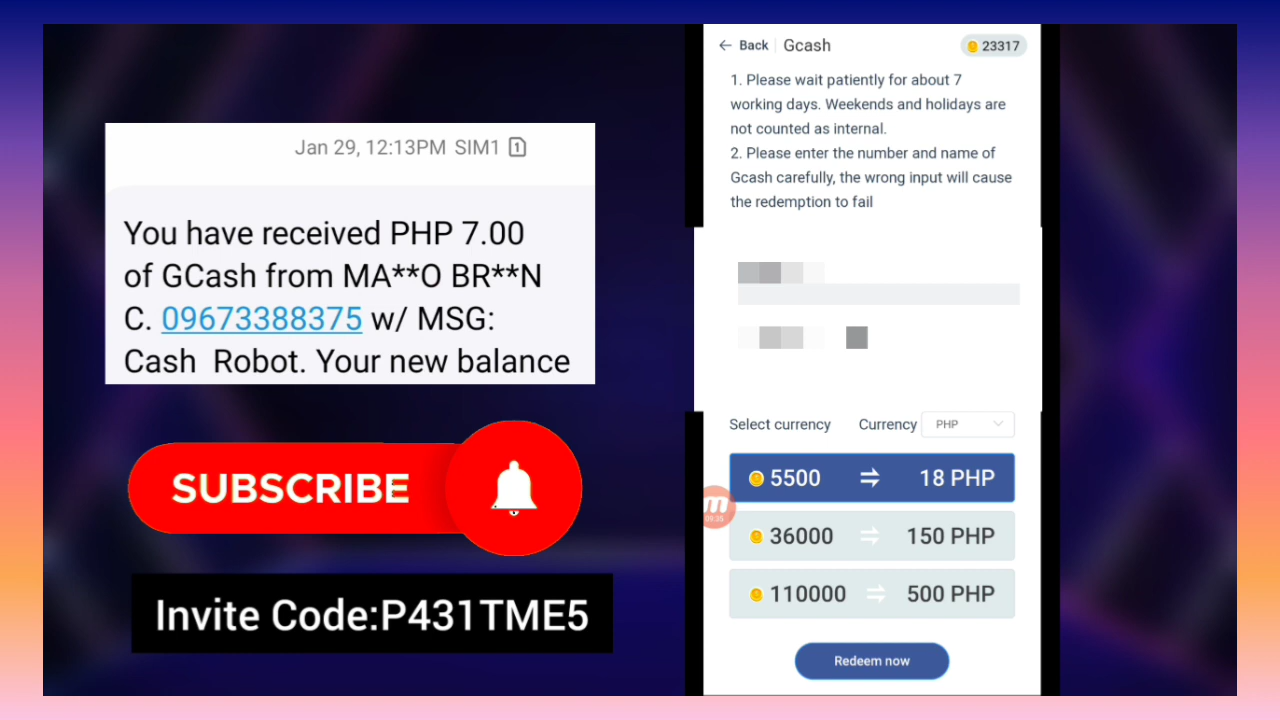 Jan 29, 12:13PM SIM1 1
You have received PHP 7.00
of GCash from MA**O BR**N
C. 09673388375 w/ MSG:
Cash Robot. Your new balance
SUBSCRIBE
Invite Code:P431TME5
Back Gcash 23317
1. Please wait patiently for about 7
working days. Weekends and holidays are
not counted as internal.
2. Please enter the number and name of
Gcash carefully, the wrong input will cause
the redemption to fail
Select currency Currency PHP
5500 18 PHP
09:35
36000 150 PHP
110000 500 PHP
Redeem now